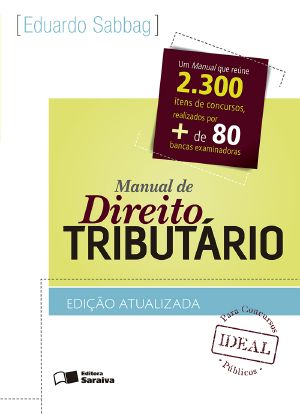 [Eduardo Sabbag]
Um Manual que reúne
2.300
itens de concursos,
realizados por
+ de 80
bancas examinadoras
Manual de
Direito
TRIBUTÁRIO
EDIÇÃO ATUALIZADA
Para Concursos
IDEAL
- Públicos -
Editora
Saraiva